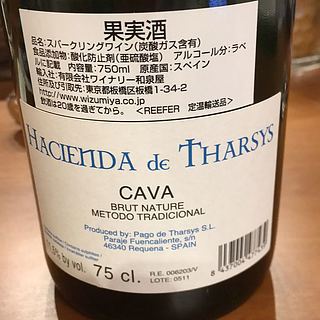 果実酒
品名:スパークリングワイン(炭酸ガス含有)
食品添加物:酸化防止剤(亜硫酸塩) アルコール分:ラベ
ルに記載 内容量:750ml 原産国:スペイン
輸入社:有限会社ワイナリー和泉屋
住所及び引取先:東京都板橋区板橋1-34-2
www.wizumiya.co.jp
飲酒は20歳を過ぎてから。 <REEFER 定温輸送品>
HACIENDA de THARSYS
CAVA
BRUT NATURE
METODO TRADICIONAL
Produced by: Pago de Tharsys S.L.
Paraje Fuencaliente, s/n
46340 Requena - SPAIN
by vol. 75 cl.
R.E. 006203/V
LOTE: 0511